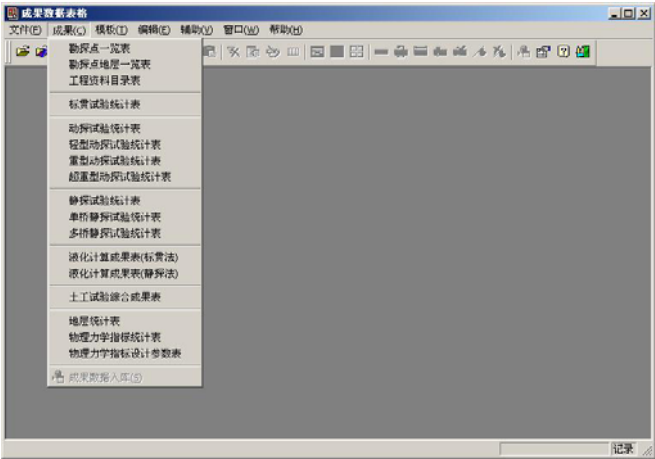 成果数据表格
文件(F) 成果(C) 模板(T) 编辑(E) 辅助(V) 窗口(W) 帮助(H)
勘探点一览表
勘探点地层一览表
工程资料目录表
标贯试验统计表
动探试验统计表
轻型动探试验统计表
重型动探试验统计表
超重型动探试验统计表
静探试验统计表
单桥静探试验统计表
多桥静探试验统计表
液化计算成果表(标贯法)
液化计算成果表(静探法)
土工试验综合成果表
地层统计表
物理力学指标统计表
物理力学指标设计参数表
成果数据入库(S)
记录